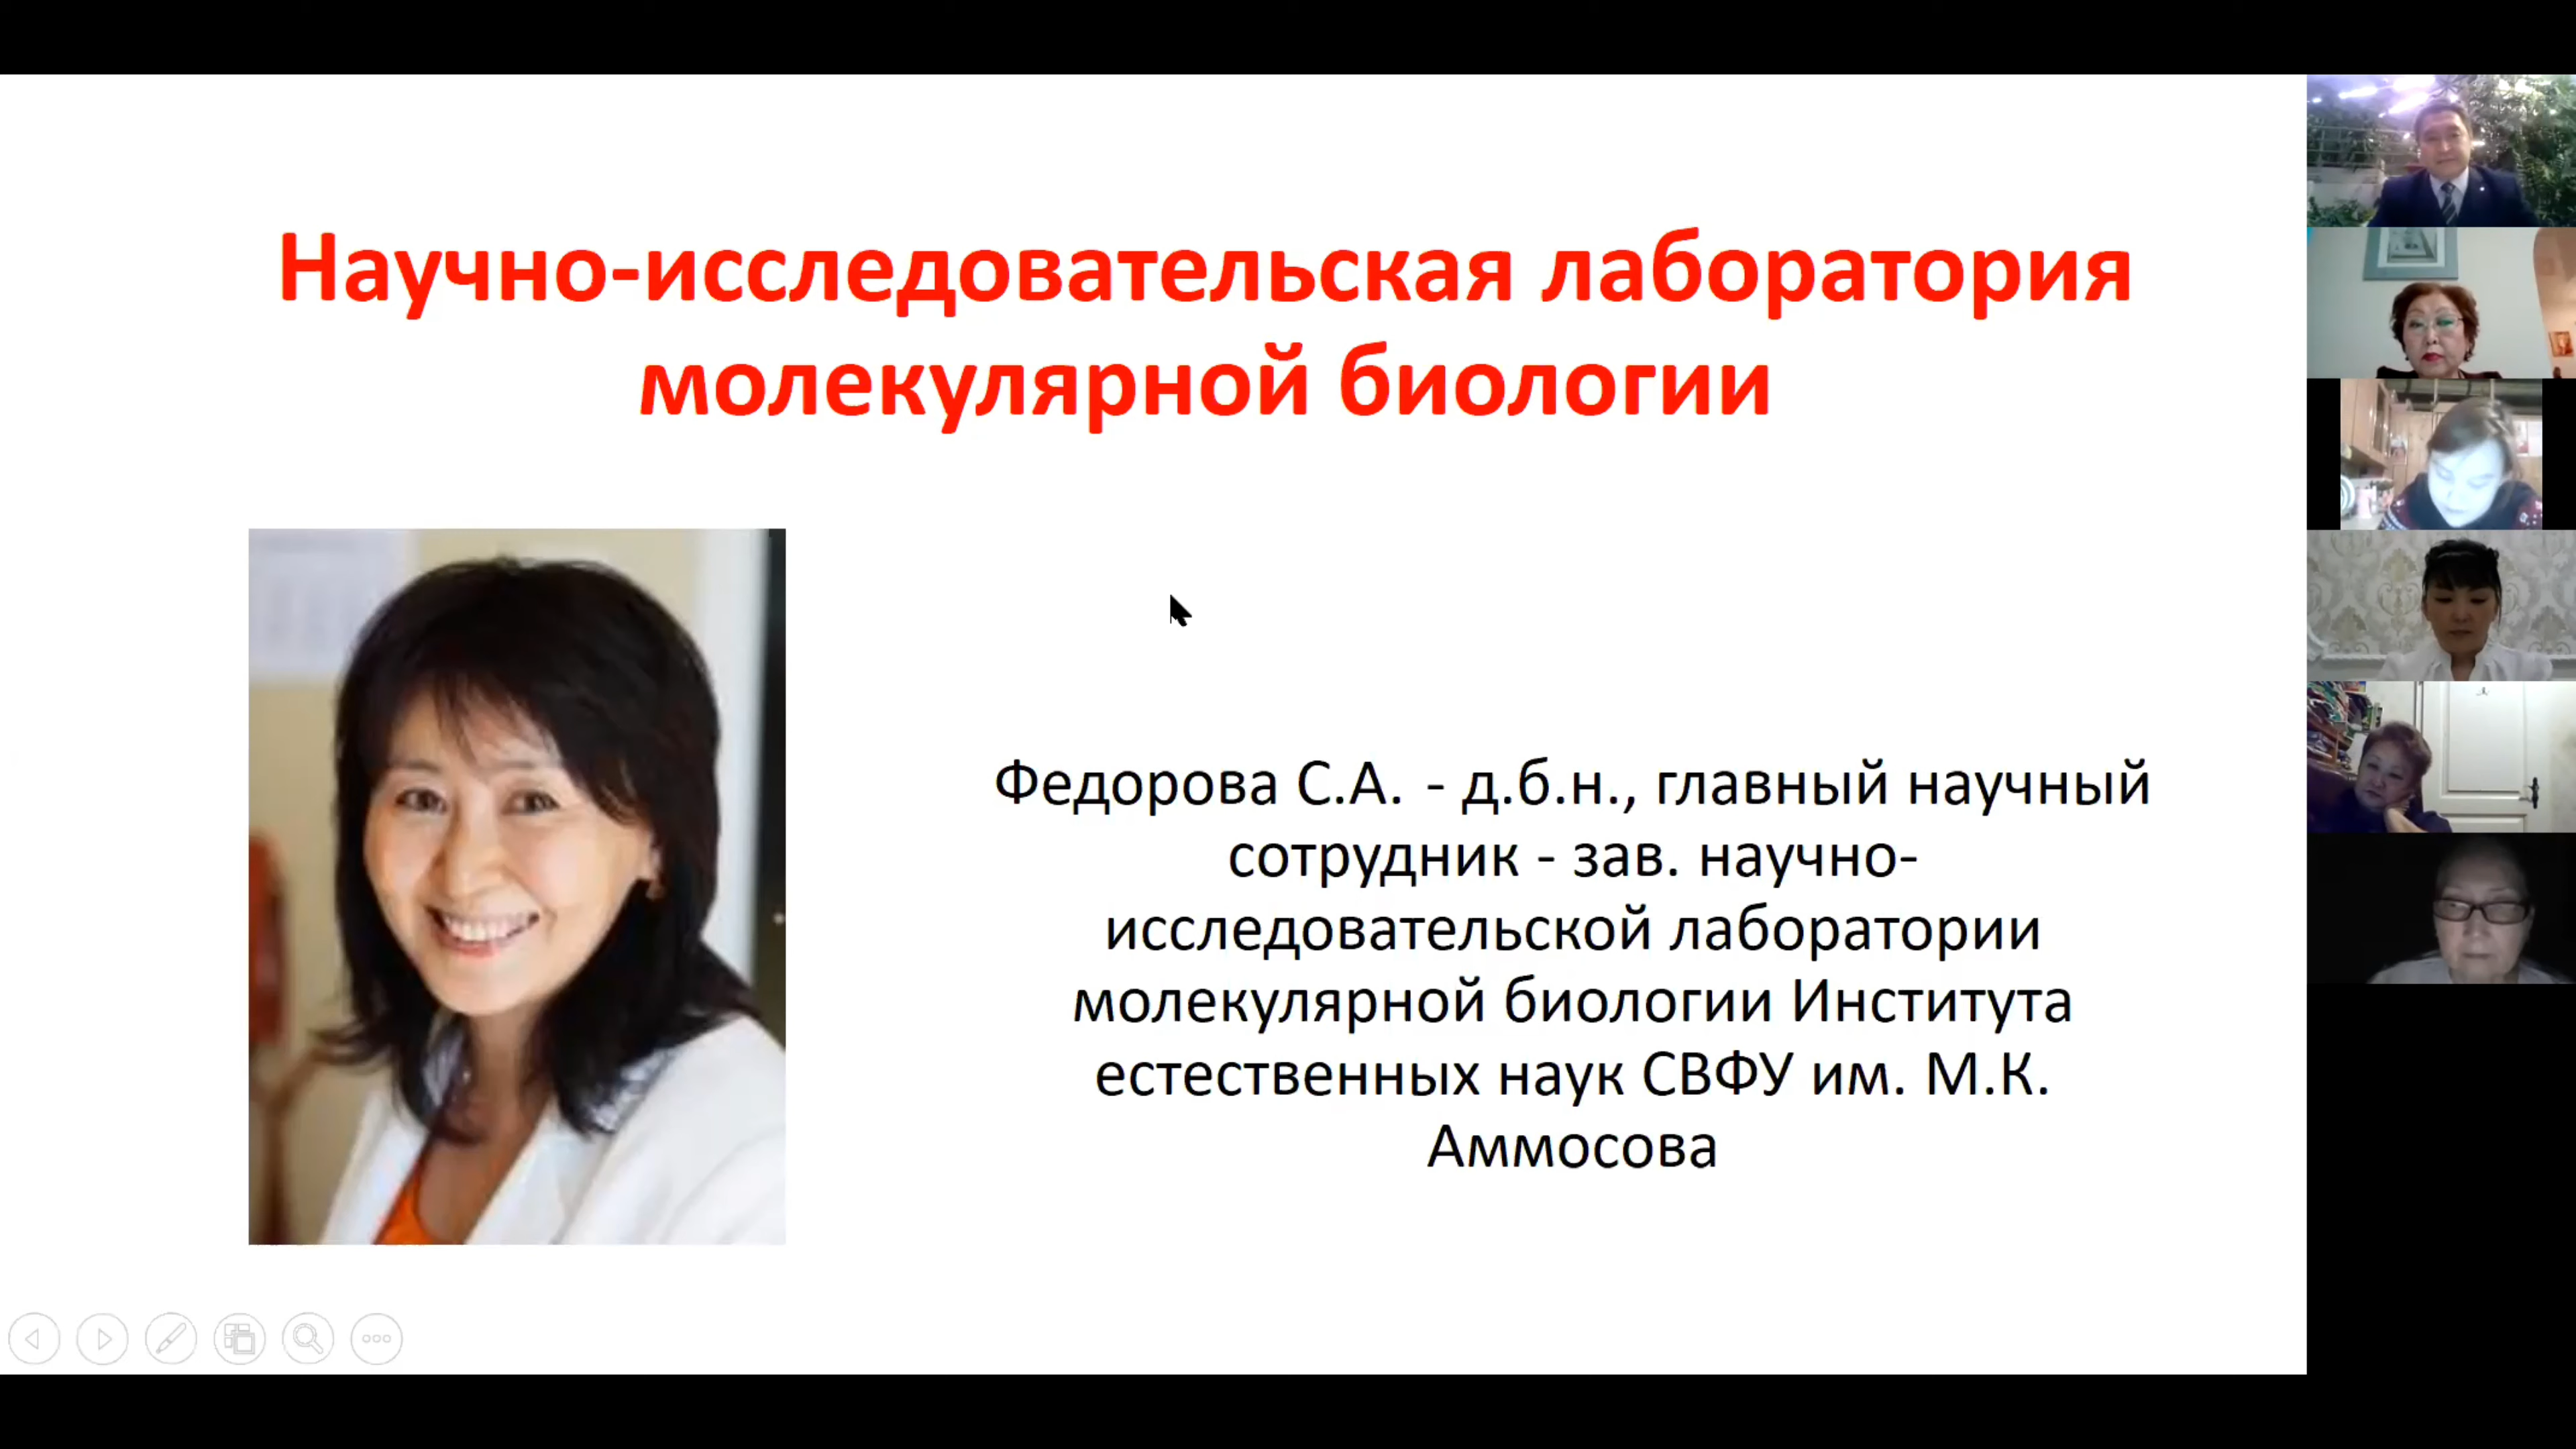 Научно-исследовательская лаборатория
молекулярной биологии
Федорова С.А. - д.б.н., главный научный
сотрудник - зав. научно-
исследовательской лаборатории
молекулярной биологии Института
естественных наук СВФУ им. М.К.
Аммосова